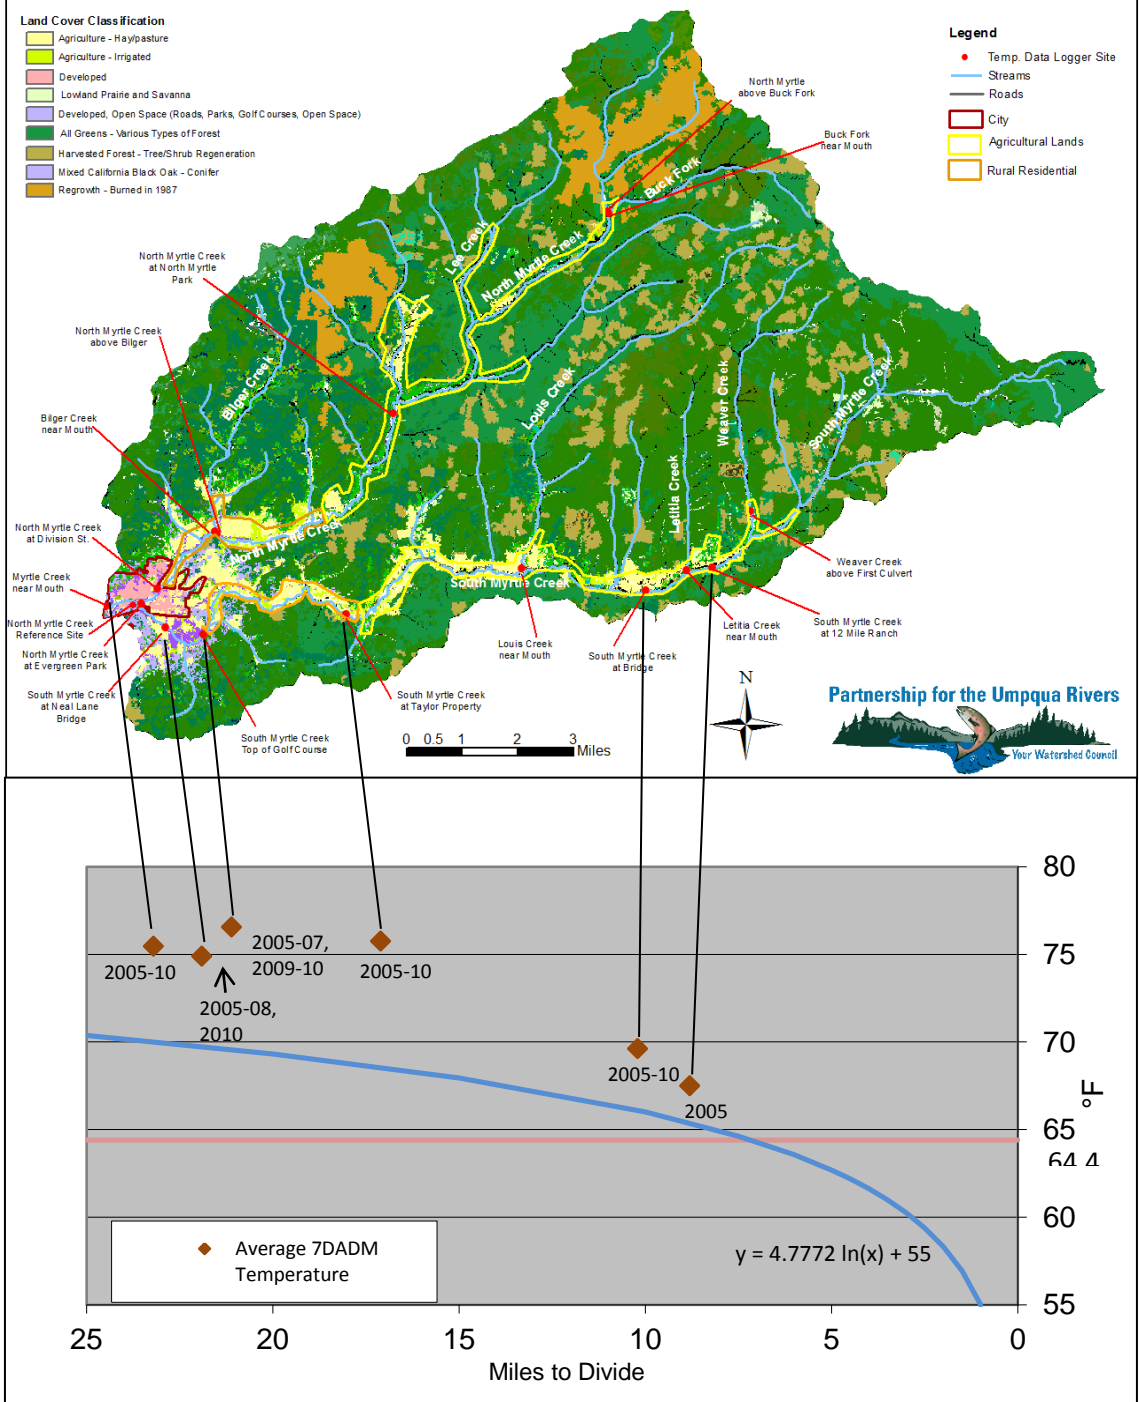 Land Cover Classification
Agriculture - Hay/pasture
Agriculture - Irrigated
Developed
Lowland Prairie and Savanna
Developed, Open Space (Roads, Parks, Golf Courses, Open Space)
All Greens - Various Types of Forest
Harvested Forest - Tree/Shrub Regeneration
Mixed California Black Oak - Conifer
Regrowth - Burned in 1987
Legend
Temp. Data Logger Site
Streams
Roads
City
Agricultural Lands
Rural Residential
North Myrtle
above Buck Fork
Buck Fork
near Mouth
Buck Fork
Lee Creek
North Myrtle Creek
North Myrtle Creek
at North Myrtle
Park
North Myrtle Creek
above Bilger
Bilger Creek
Bilger Creek
near Mouth
Louis Creek
Weaver Creek
South Myrtle Creek
Letitia Creek
North Myrtle Creek
at Division St.
North Myrtle Creek
Myrtle Creek
near Mouth
South Myrtle Creek
Weaver Creek
above First Culvert
North Myrtle Creek
Reference Site
North Myrtle Creek
at Evergreen Park
South Myrtle Creek
at Neal Lane
Bridge
South Myrtle Creek
Top of Golf Course
South Myrtle Creek
at Taylor Property
Louis Creek
near Mouth
South Myrtle Creek
at Bridge
Letitia Creek
near Mouth
South Myrtle Creek
at 12 Mile Ranch
N
0 0.5 1 2 3
Miles
Partnership for the Umpqua Rivers
Your Watershed Council
80
75
70
65
64.4
60
55
°F
2005-10
2005-08,
2010
2005-07,
2009-10
2005-10
2005-10
2005
y = 4.7772 ln(x) + 55
Average 7DADM
Temperature
25 20 15 10 5 0
Miles to Divide